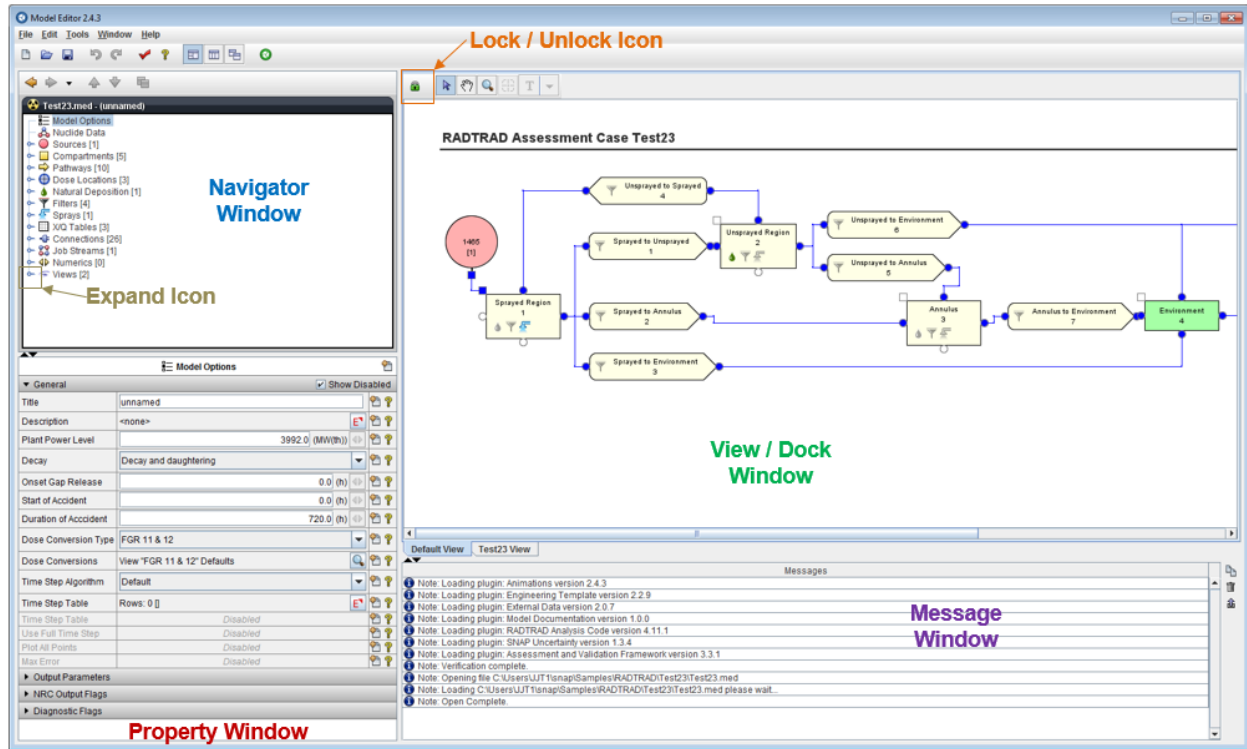 Model Editor 2.4.3
File Edit Tools Window Help
Lock / Unlock Icon
T
Test23.med - (unnamed)
Model Options
Nuclide Data
Sources [1]
Compartments [5]
Pathways [10]
Dose Locations [3]
Natural Deposition [1]
Filters [4]
Sprays [1]
X/Q Tables [3]
Connections [26]
Job Streams [1]
Numerics [0]
Views [2]
Navigator
Window
Expand Icon
Model Options
General
Show Disabled
Title unnamed
Description <none>
Plant Power Level 3992.0 (MW(th))
Decay Decay and daughtering
Onset Gap Release 0.0 (h)
Start of Accident 0.0 (h)
Duration of Acccident 720.0 (h)
Dose Conversion Type FGR 11 & 12
Dose Conversions View "FGR 11 & 12" Defaults
Time Step Algorithm Default
Time Step Table Rows: 0 []
Time Step Table Disabled
Use Full Time Step Disabled
Plot All Points Disabled
Max Error Disabled
Output Parameters
NRC Output Flags
Diagnostic Flags
Property Window
RADTRAD Assessment Case Test23
Unsprayed to Sprayed
4
1465
[1]
Sprayed to Unsprayed
1
Unsprayed Region
2
Unsprayed to Environment
6
Unsprayed to Annulus
5
Sprayed Region
1
Sprayed to Annulus
2
Annulus
3
Annulus to Environment
7
Environment
4
Sprayed to Environment
3
View / Dock
Window
Default View Test23 View
Messages
Note: Loading plugin: Animations version 2.4.3
Note: Loading plugin: Engineering Template version 2.2.9
Note: Loading plugin: External Data version 2.0.7
Note: Loading plugin: Model Documentation version 1.0.0
Note: Loading plugin: RADTRAD Analysis Code version 4.11.1
Note: Loading plugin: SNAP Uncertainty version 1.3.4
Note: Loading plugin: Assessment and Validation Framework version 3.3.1
Note: Verification complete.
Note: Opening file C:\Users\JJT1\snap\Samples\RADTRAD\Test23\Test23.med
Note: Loading C:\Users\JJT1\snap\Samples\RADTRAD\Test23\Test23.med please wait...
Note: Open Complete.
Message
Window